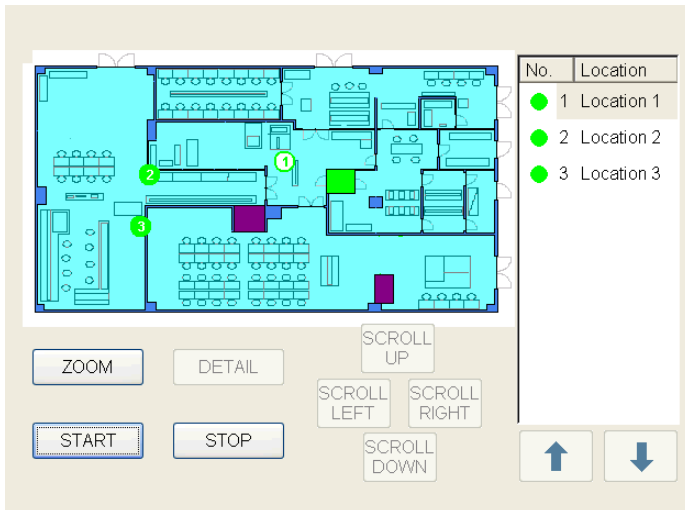 No. Location
1 Location 1
2 Location 2
3 Location 3
1
2
3
ZOOM
DETAIL
SCROLL
UP
SCROLL
LEFT
SCROLL
RIGHT
START
STOP
SCROLL
DOWN